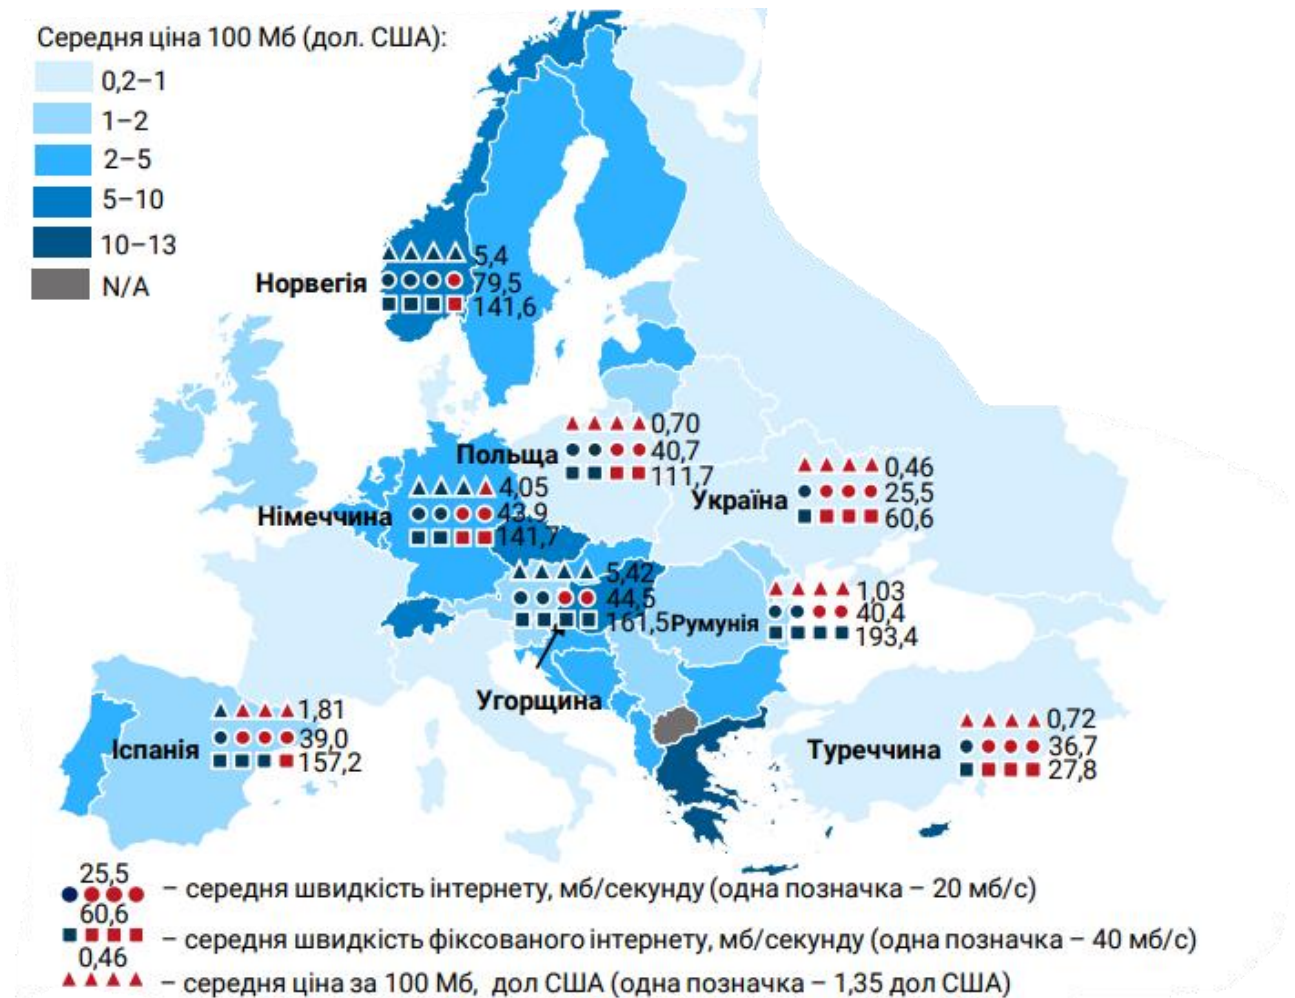 Середня ціна 100 Мб (дол. США):
0,2–1
1–2
2–5
5–10
10–13
N/A
Норвегія
5,4
79,5
141,6
Польща
0,70
40,7
111,7
Україна
0,46
25,5
60,6
Німеччина
4,05
43.9
141,7
Угорщина
5,42
44,5
161,5
Румунія
1,03
40,4
193,4
Іспанія
1,81
39,0
157,2
Туреччина
0,72
36,7
27,8
25,5
– середня швидкість інтернету, мб/секунду (одна позначка – 20 мб/с)
60,6
– середня швидкість фіксованого інтернету, мб/секунду (одна позначка – 40 мб/с)
0,46
– середня ціна за 100 Мб, дол США (одна позначка – 1,35 дол США)